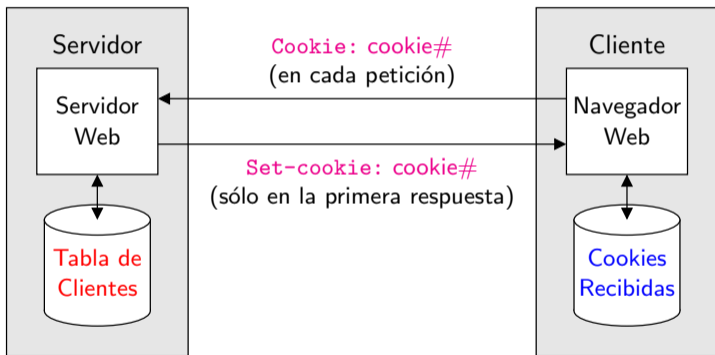 Servidor
Servidor
Web
Tabla de
Clientes
Cookie: cookie#
(en cada petición)
Set-cookie: cookie#
(sólo en la primera respuesta)
Cliente
Navegador
Web
Cookies
Recibidas